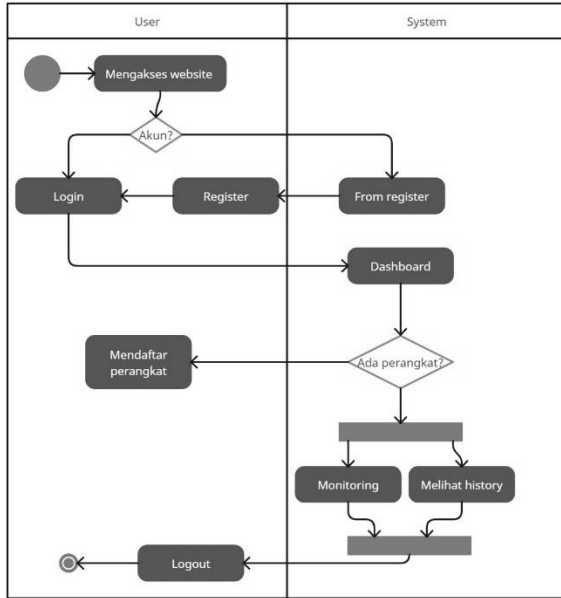 User
System
Mengakses website
Akun?
Login
Register
From register
Dashboard
Mendaftar
perangkat
Ada perangkat?
Monitoring
Melihat history
Logout